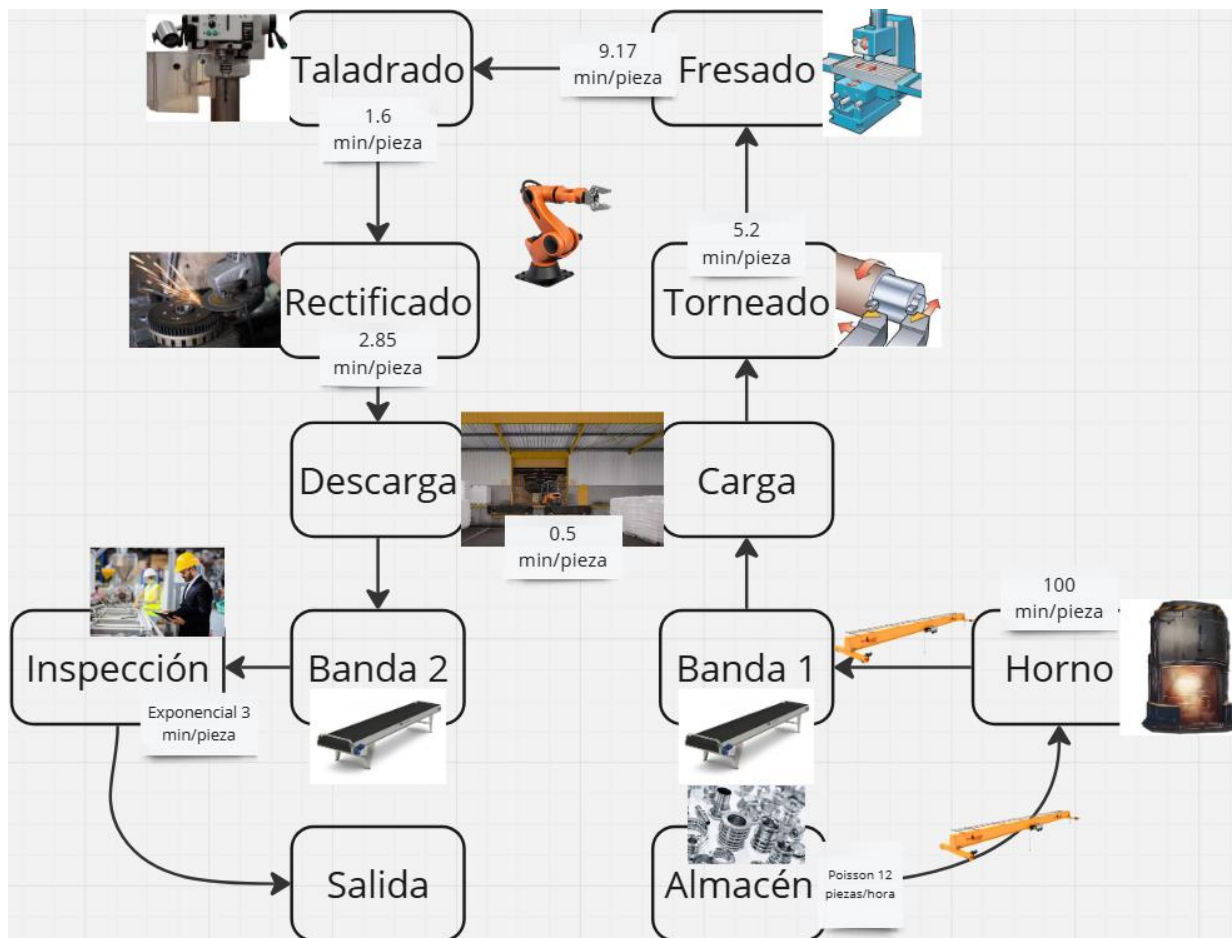 Taladrado
9.17
min/pieza
Fresado
1.6
min/pieza
5.2
min/pieza
Rectificado
Torneado
2.85
min/pieza
Descarga
Carga
0.5
min/pieza
100
min/pieza
Inspección
Banda 2
Banda 1
Horno
Exponencial 3
min/pieza
Salida
Almacén
Poisson 12
piezas/hora